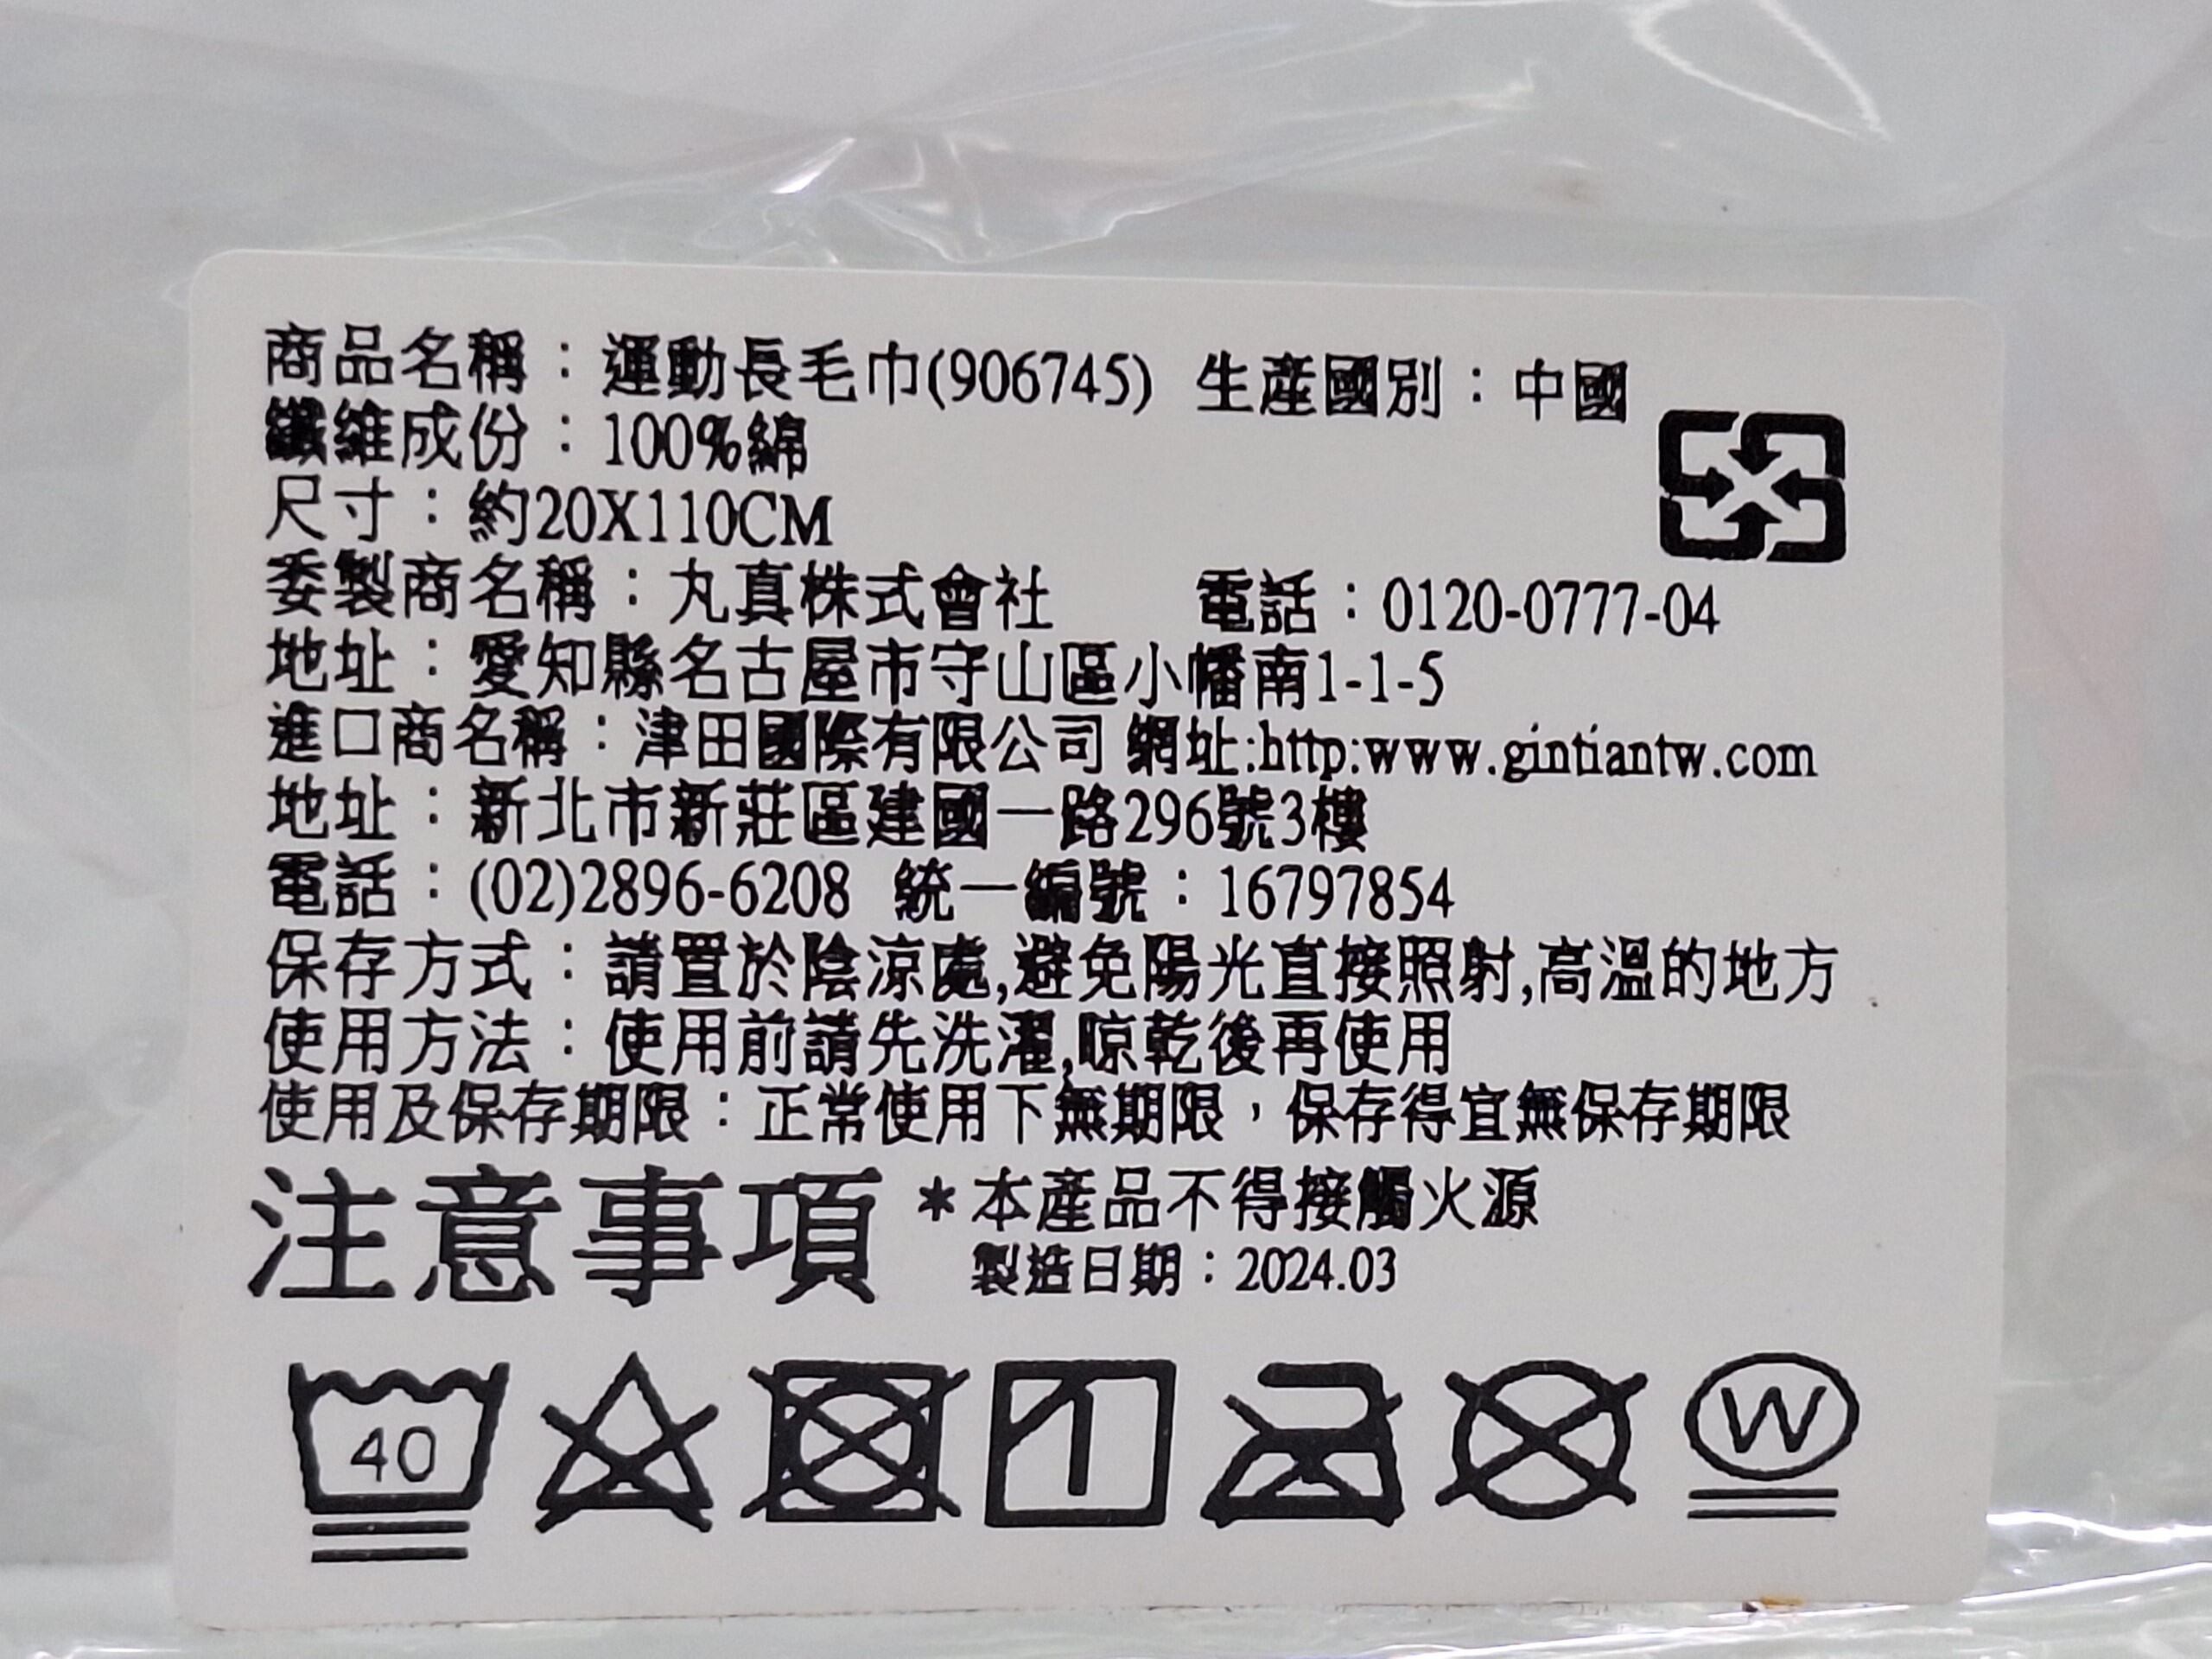 商品名稱：運動長毛巾(906745) 生産國別：中國
纖維成份：100%綿
尺寸：約20X110CM
委製商名稱：丸真株式會社 電話：0120-0777-04
地址：愛知縣名古屋市守山區小幡南1-1-5
進口商名稱：津田國際有限公司 網址:http:www.gintiantw.com
地址：新北市新莊區建國一路296號3樓
電話：(02)2896-6208 統一編號：16797854
保存方式：請置於陰涼處,避免陽光直接照射,高溫的地方
使用方法：使用前請先洗濯,晾乾後再使用
使用及保存期限：正常使用下無期限，保存得宜無保存期限
注意事項 *本產品不得接觸火源
製造日期：2024.03
40
W